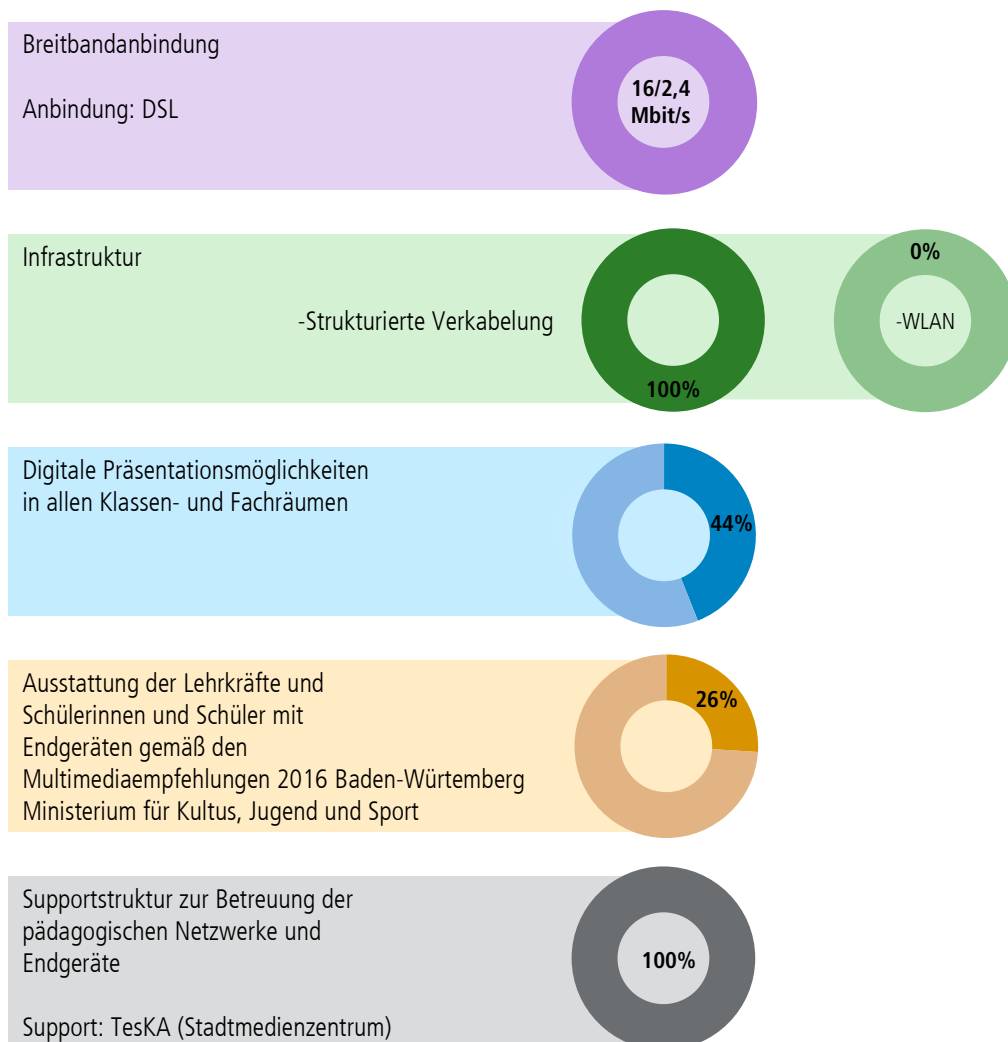 Breitbandanbindung
Anbindung: DSL
16/2,4
Mbit/s
Infrastruktur
-Strukturierte Verkabelung
100%
0%
-WLAN
Digitale Präsentationsmöglichkeiten
in allen Klassen- und Fachräumen
44%
Ausstattung der Lehrkräfte und
Schülerinnen und Schüler mit
Endgeräten gemäß den
Multimediaempfehlungen 2016 Baden-Würtemberg
Ministerium für Kultus, Jugend und Sport
26%
Supportstruktur zur Betreuung der
pädagogischen Netzwerke und
Endgeräte
Support: TesKA (Stadtmedienzentrum)
100%